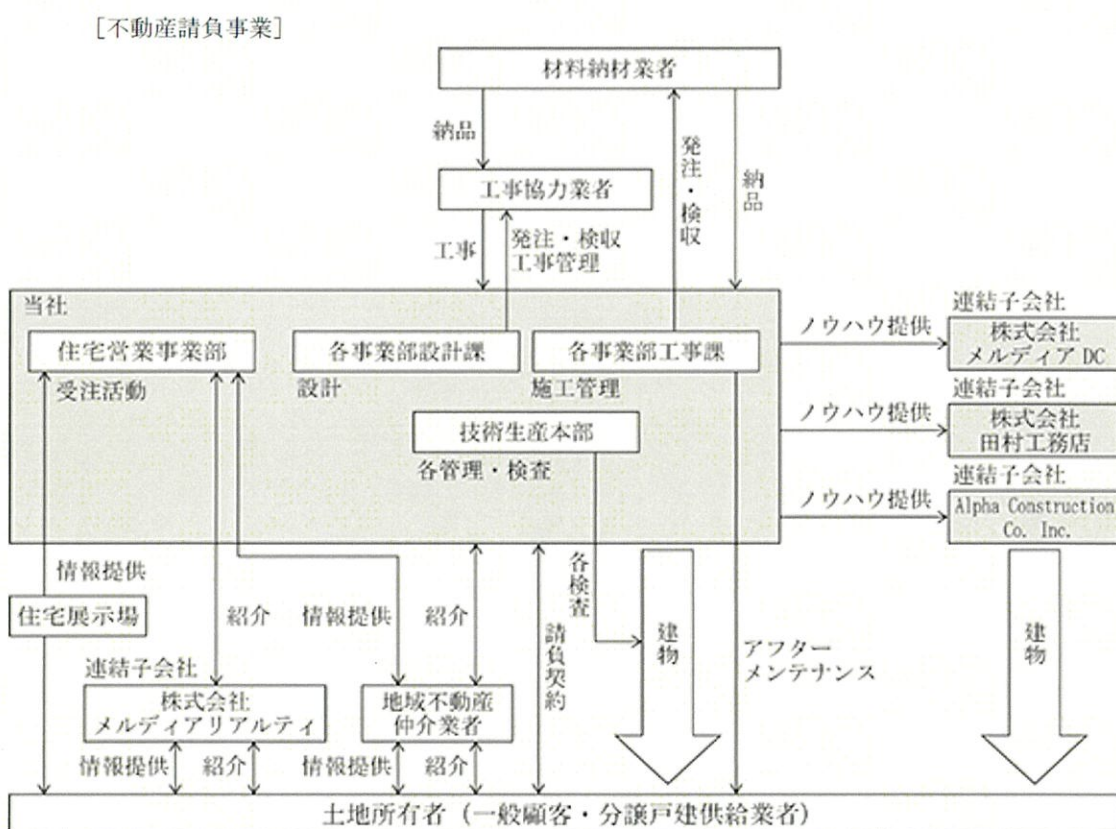 ［不動産請負事業］
材料納材業者
納品
発注・検収
納品
工事協力業者
工事
発注・検収
工事管理
当社
住宅営業事業部
受注活動
各事業部設計課
設計
各事業部工事課
施工管理
技術生産本部
各管理・検査
ノウハウ提供
連結子会社
株式会社
メルディアDC
ノウハウ提供
連結子会社
株式会社
田村工務店
ノウハウ提供
連結子会社
Alpha Construction
Co. Inc.
情報提供
住宅展示場
紹介
情報提供
紹介
請負契約
各検査
建物
アフター
メンテナンス
建物
連結子会社
株式会社
メルディアリアルティ
地域不動産
仲介業者
情報提供
紹介
情報提供
紹介
土地所有者（一般顧客・分譲戸建供給業者）